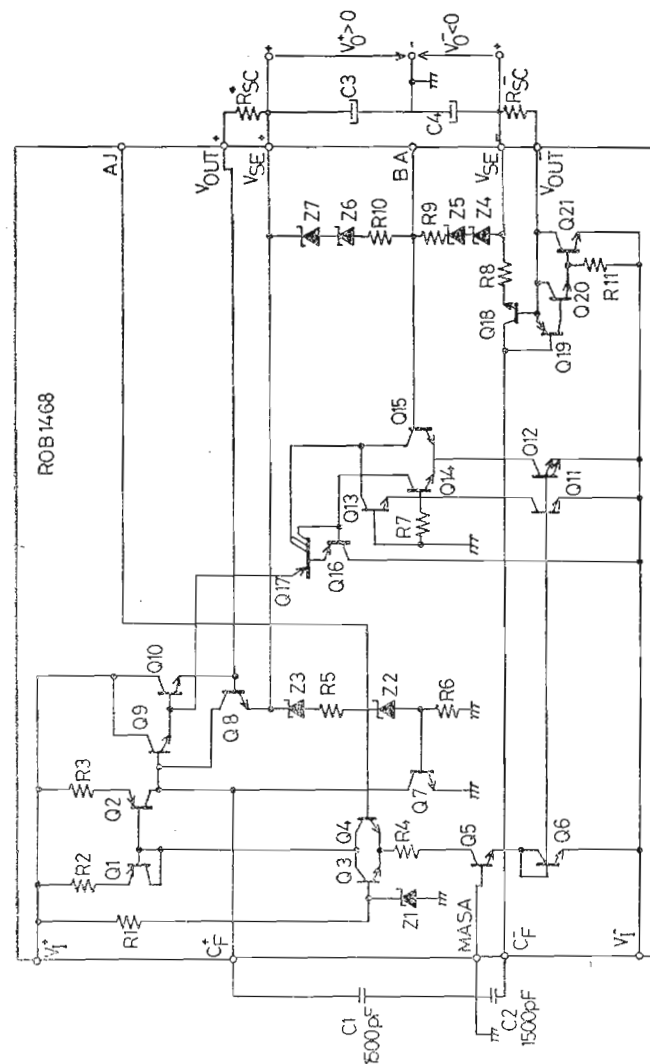 ROB1468
AJ
V_OUT^+
R_SC^+
V_SE^+
V_O^+>0
+
C3
-
V_O^-<0
BA
C4
V_SE^-
R_SC^-
V_OUT^-
+
Z7
Z6
R10
R9
Z5
Z4
R8
Q18
Q19
Q20
Q21
R11
Q15
Q14
Q13
R7
Q12
Q11
Q16
Q17
Q10
Q9
Q8
Z3
R5
Z2
R6
Q7
R3
Q2
Q1
R2
Q3
Q4
R4
Q5
Q6
R1
Z1
V_I^+
C_F^+
MASA
C_F^-
V_I^-
C1
1500pF
C2
1500pF